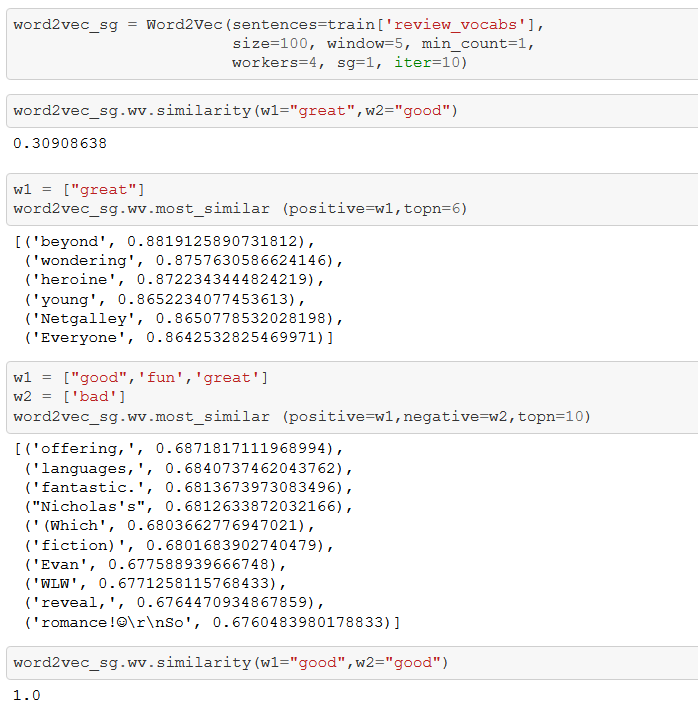 word2vec_sg = Word2Vec(sentences=train['review_vocabs'],
size=100, window=5, min_count=1,
workers=4, sg=1, iter=10)
word2vec_sg.wv.similarity(w1="great",w2="good")
0.30908638
w1 = ["great"]
word2vec_sg.wv.most_similar (positive=w1,topn=6)
[('beyond', 0.8819125890731812),
('wondering', 0.8757630586624146),
('heroine', 0.8722343444824219),
('young', 0.8652234077453613),
('Netgalley', 0.8650778532028198),
('Everyone', 0.8642532825469971)]
w1 = ["good",'fun','great']
w2 = ['bad']
word2vec_sg.wv.most_similar (positive=w1,negative=w2,topn=10)
[('offering,', 0.6871817111968994),
('languages,', 0.6840737462043762),
('fantastic.', 0.6813673973083496),
("Nicholas's", 0.6812633872032166),
('(Which', 0.6803662776947021),
('fiction)', 0.6801683902740479),
('Evan', 0.677588939666748),
('WLW', 0.6771258115768433),
('reveal,', 0.6764470934867859),
('romance!☺\r\nSo', 0.6760483980178833)]
word2vec_sg.wv.similarity(w1="good",w2="good")
1.0